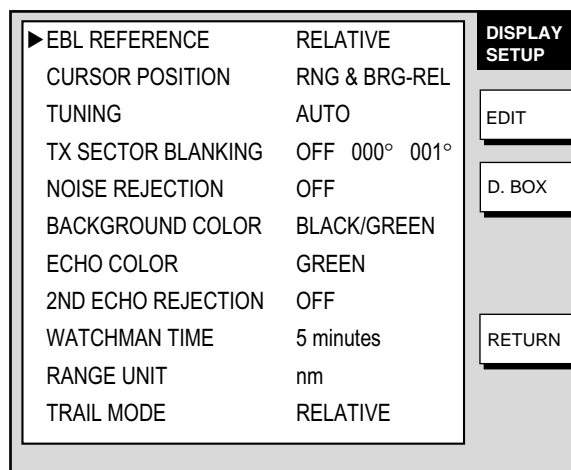 ▶EBL REFERENCE RELATIVE
CURSOR POSITION RNG & BRG-REL
TUNING AUTO
TX SECTOR BLANKING OFF 000° 001°
NOISE REJECTION OFF
BACKGROUND COLOR BLACK/GREEN
ECHO COLOR GREEN
2ND ECHO REJECTION OFF
WATCHMAN TIME 5 minutes
RANGE UNIT nm
TRAIL MODE RELATIVE
DISPLAY
SETUP
EDIT
D. BOX
RETURN